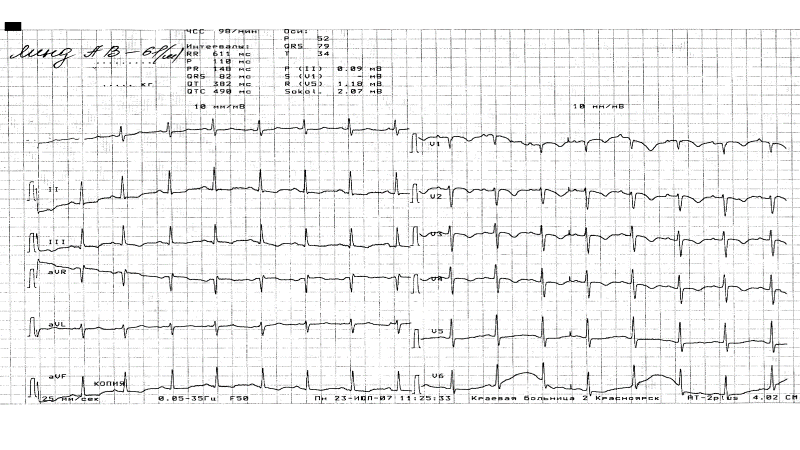 ЧСС 98/мин Оси:
P 52
Интервалы: QRS 79
RR 611 мс T 34
P 110 мс
PR 148 мс P (II) 0.09 мВ
QRS 82 мс S (V1) - мВ
QT 382 мс R (V5) 1.18 мВ
QTC 490 мс Sokol. 2.07 мВ
кг
10 мм/мВ 10 мм/мВ
V1
II V2
III V3
aVR V4
aVL V5
aVF V6
КОПИЯ
25 мм/сек 0.05-35Гц F50 Пн 23-ИЮЛ-07 11:25:33 Краевая больница 2 Красноярск AT-2plus 4.02 СМ